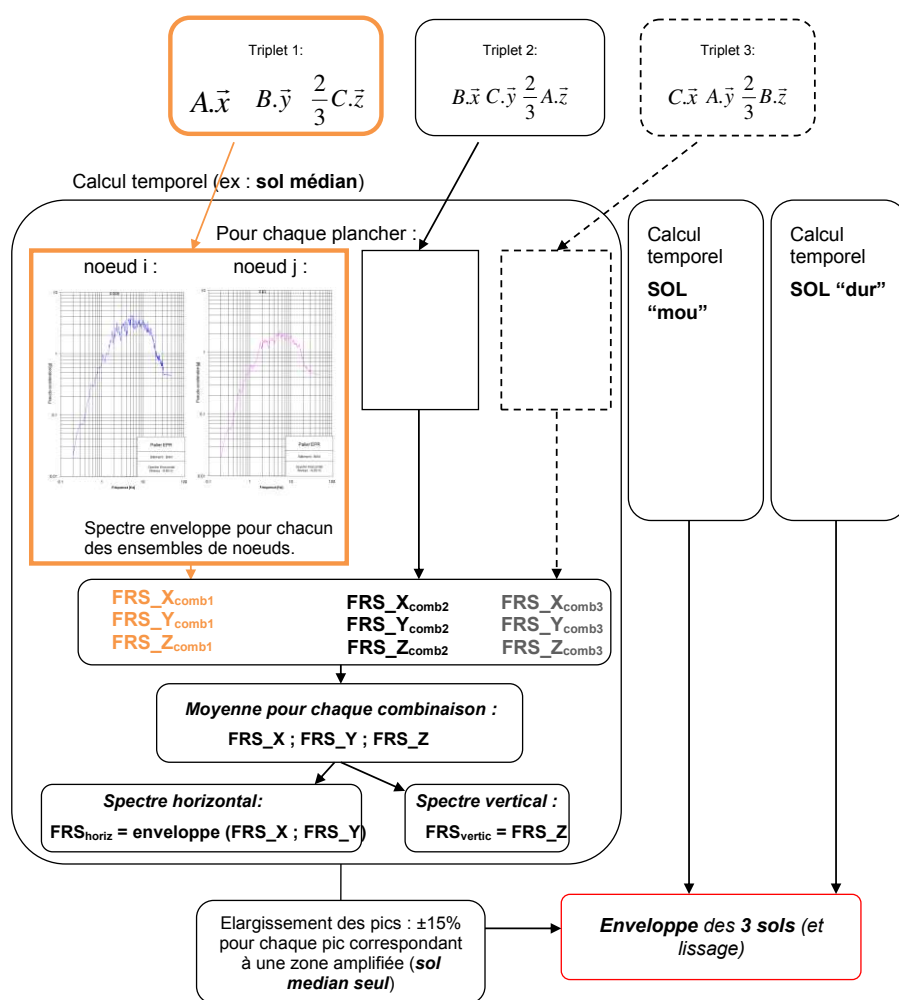 Triplet 1:
A.x⃗ B.y⃗ 2/3 C.z⃗
Triplet 2:
B.x⃗ C.y⃗ 2/3 A.z⃗
Triplet 3:
C.x⃗ A.y⃗ 2/3 B.z⃗
Calcul temporel (ex : sol médian)
Pour chaque plancher :
noeud i :
noeud j :
Palier EPR
Palier EPR
Spectre enveloppe pour chacun
des ensembles de noeuds.
Calcul
temporel
SOL
“mou”
Calcul
temporel
SOL “dur”
FRS_Xcomb1
FRS_Ycomb1
FRS_Zcomb1
FRS_Xcomb2
FRS_Ycomb2
FRS_Zcomb2
FRS_Xcomb3
FRS_Ycomb3
FRS_Zcomb3
Moyenne pour chaque combinaison :
FRS_X ; FRS_Y ; FRS_Z
Spectre horizontal:
FRShoriz = enveloppe (FRS_X ; FRS_Y)
Spectre vertical :
FRSvertic = FRS_Z
Elargissement des pics : ±15%
pour chaque pic correspondant
à une zone amplifiée (sol
median seul)
Enveloppe des 3 sols (et
lissage)